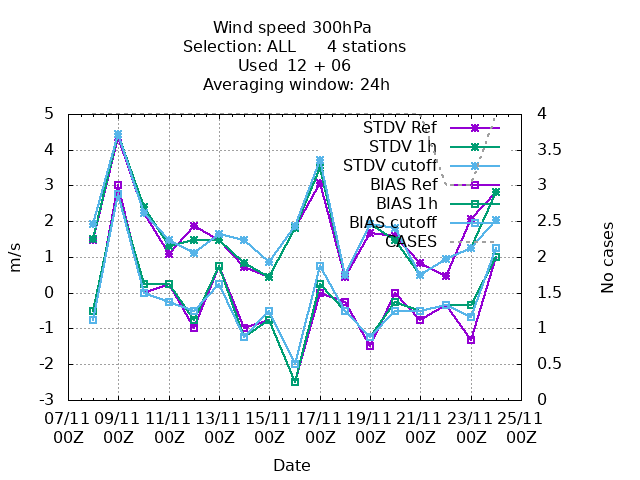 Wind speed 300hPa
Selection: ALL 4 stations
Used 12 + 06
Averaging window: 24h
5
4
3
2
1
0
-1
-2
-3
m/s
4
3.5
3
2.5
2
1.5
1
0.5
0
No cases
STDV Ref
STDV 1h
STDV cutoff
BIAS Ref
BIAS 1h
BIAS cutoff
CASES
07/11 09/11 11/11 13/11 15/11 17/11 19/11 21/11 23/11 25/11
00Z 00Z 00Z 00Z 00Z 00Z 00Z 00Z 00Z 00Z
Date